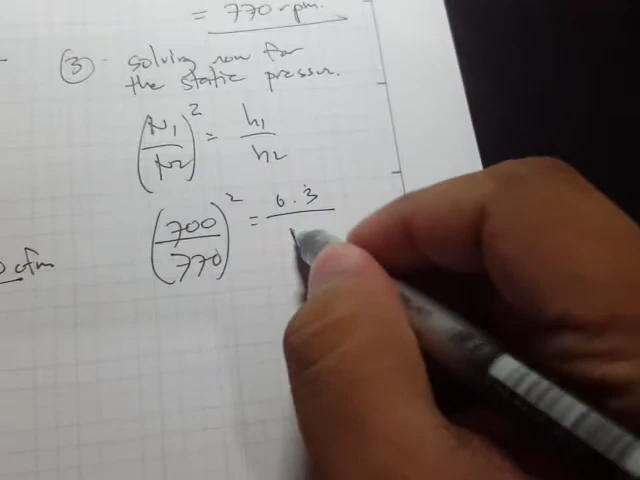 = 770 rpm.
③ - solving now for
the static pressure.
(N1/N2)² = h1/h2
(700/770)² = 6.3
cfm